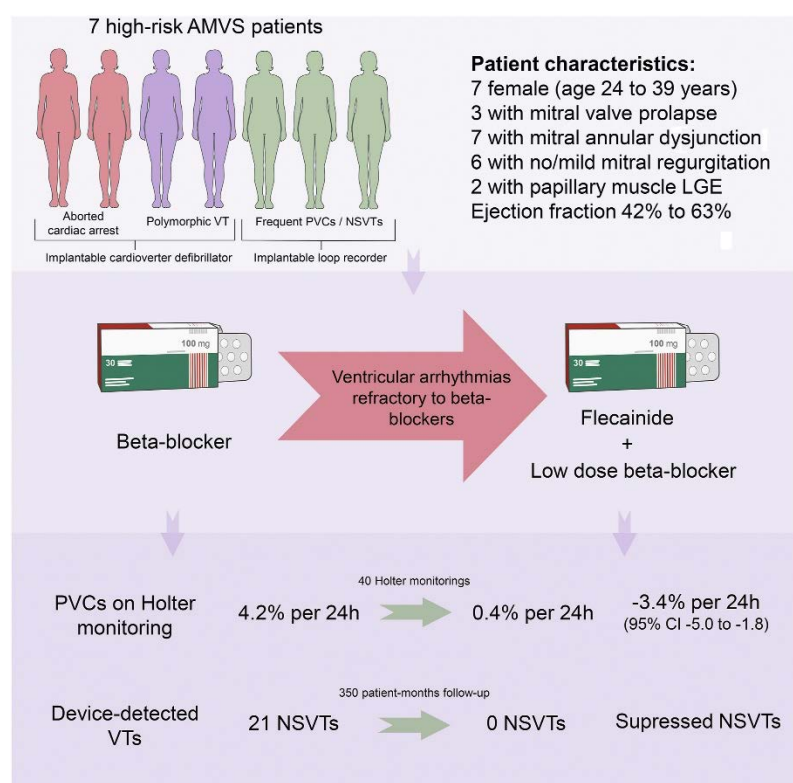 7 high-risk AMVS patients
Aborted
cardiac arrest
Polymorphic VT
Frequent PVCs / NSVTs
Implantable cardioverter defibrillator
Implantable loop recorder
Patient characteristics:
7 female (age 24 to 39 years)
3 with mitral valve prolapse
7 with mitral annular dysjunction
6 with no/mild mitral regurgitation
2 with papillary muscle LGE
Ejection fraction 42% to 63%
100 mg
30
Beta-blocker
Ventricular arrhythmias
refractory to beta-
blockers
100 mg
30
Flecainide
+
Low dose beta-blocker
PVCs on Holter
monitoring
4.2% per 24h
40 Holter monitorings
0.4% per 24h
-3.4% per 24h
(95% CI -5.0 to -1.8)
Device-detected
VTs
21 NSVTs
350 patient-months follow-up
0 NSVTs
Supressed NSVTs